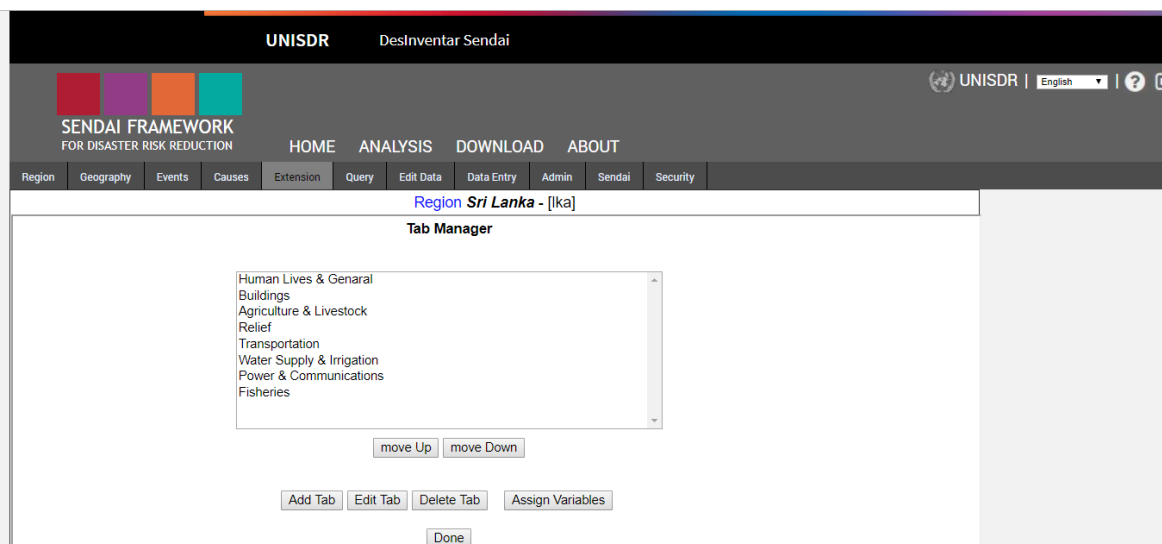 UNISDR DesInventar Sendai
UNISDR | English | ?
SENDAI FRAMEWORK
FOR DISASTER RISK REDUCTION
HOME ANALYSIS DOWNLOAD ABOUT
Region Geography Events Causes Extension Query Edit Data Data Entry Admin Sendai Security
Region Sri Lanka - [lka]
Tab Manager
Human Lives & Genaral
Buildings
Agriculture & Livestock
Relief
Transportation
Water Supply & Irrigation
Power & Communications
Fisheries
move Up move Down
Add Tab Edit Tab Delete Tab Assign Variables
Done